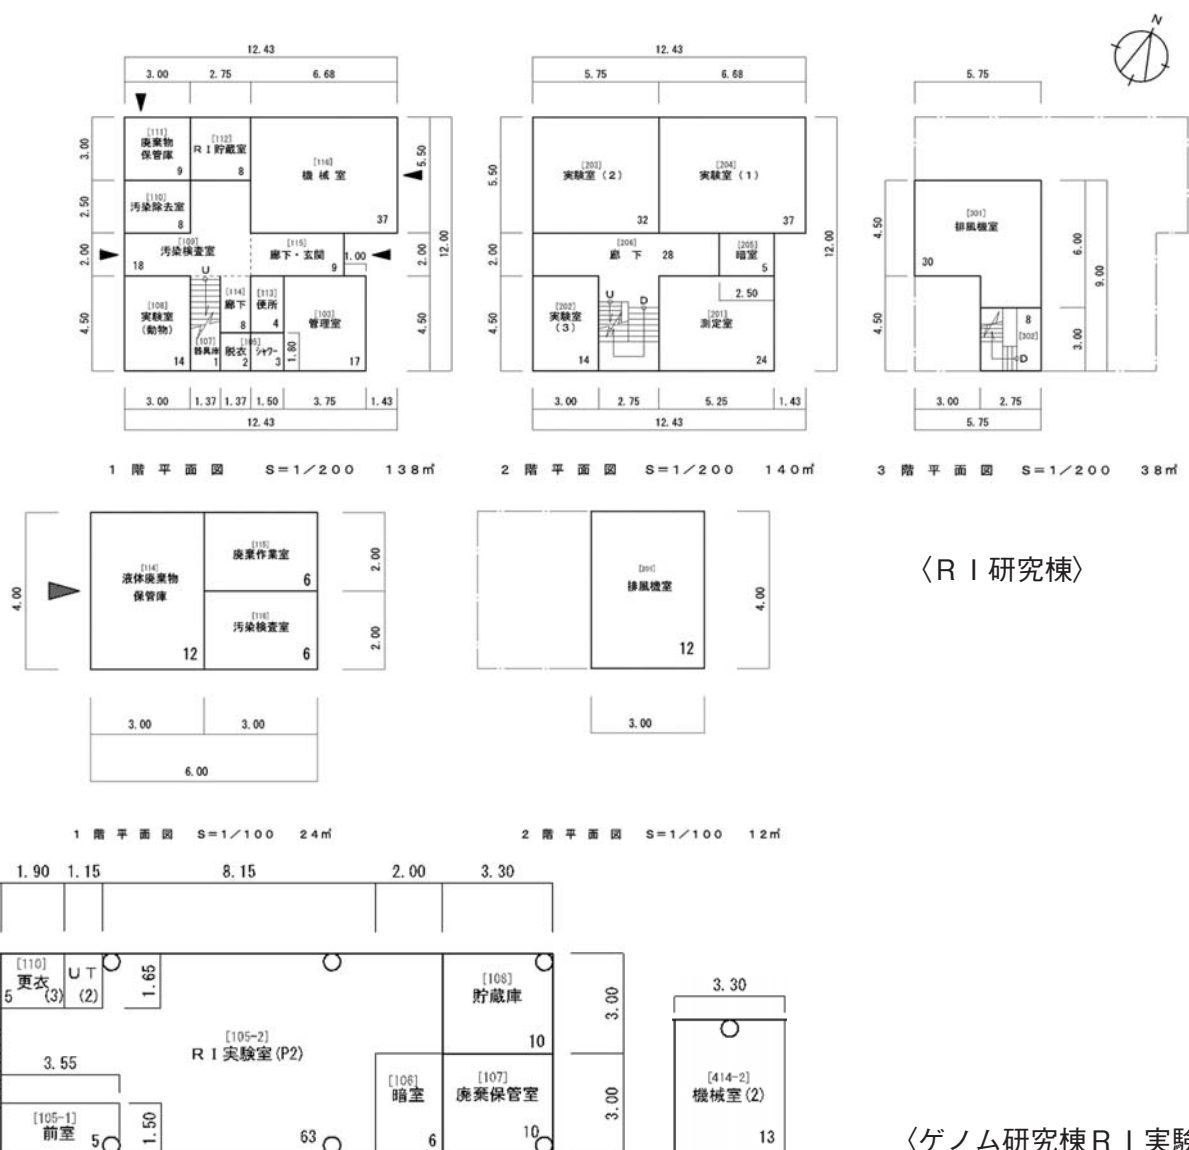 N
12.43
3.00 2.75 6.68
[111]
廃棄物
保管庫
9
[112]
ＲＩ貯蔵室
8
[116]
機械室
37
[110]
汚染除去室
8
[109]
汚染検査室
18
U
[115]
廊下・玄関
9
1.00
[108]
実験室
(動物)
14
[107]
器具庫
1
[114]
廊下
8
[113]
便所
4
脱衣
2
シャワー
3
1.80
[103]
管理室
17
3.00
2.50
2.00
4.50
5.50
2.00
4.50
12.00
3.00 1.37 1.37 1.50 3.75 1.43
12.43
１階平面図 Ｓ＝１／２００ １３８㎡
12.43
5.75 6.68
[203]
実験室（２）
32
[204]
実験室（１）
37
[206]
廊下 28
[205]
暗室
5
2.50
[202]
実験室
（３）
14
U D
[201]
測定室
24
5.50
2.00
4.50
12.00
3.00 2.75 5.25 1.43
12.43
２階平面図 Ｓ＝１／２００ １４０㎡
5.75
[301]
排風機室
30
8
[302]
D
4.50
4.50
6.00
3.00
9.00
3.00 2.75
5.75
３階平面図 Ｓ＝１／２００ ３８㎡
〈ＲＩ研究棟〉
4.00
[114]
液体廃棄物
保管庫
12
[115]
廃棄作業室
6
[116]
汚染検査室
6
2.00
2.00
3.00 3.00
6.00
１階平面図 Ｓ＝１／１００ ２４㎡
[201]
排風機室
12
4.00
3.00
２階平面図 Ｓ＝１／１００ １２㎡
1.90 1.15 8.15 2.00 3.30
[110]
更衣
5 (3)
ＵＴ
(2)
1.65
[105-2]
ＲＩ実験室(P2)
63
[108]
貯蔵庫
10
3.00
3.55
[105-1]
前室
5
1.50
[106]
暗室
6
[107]
廃棄保管室
10
3.00
3.30
[414-2]
機械室(2)
13
〈ゲノム研究棟ＲＩ実験